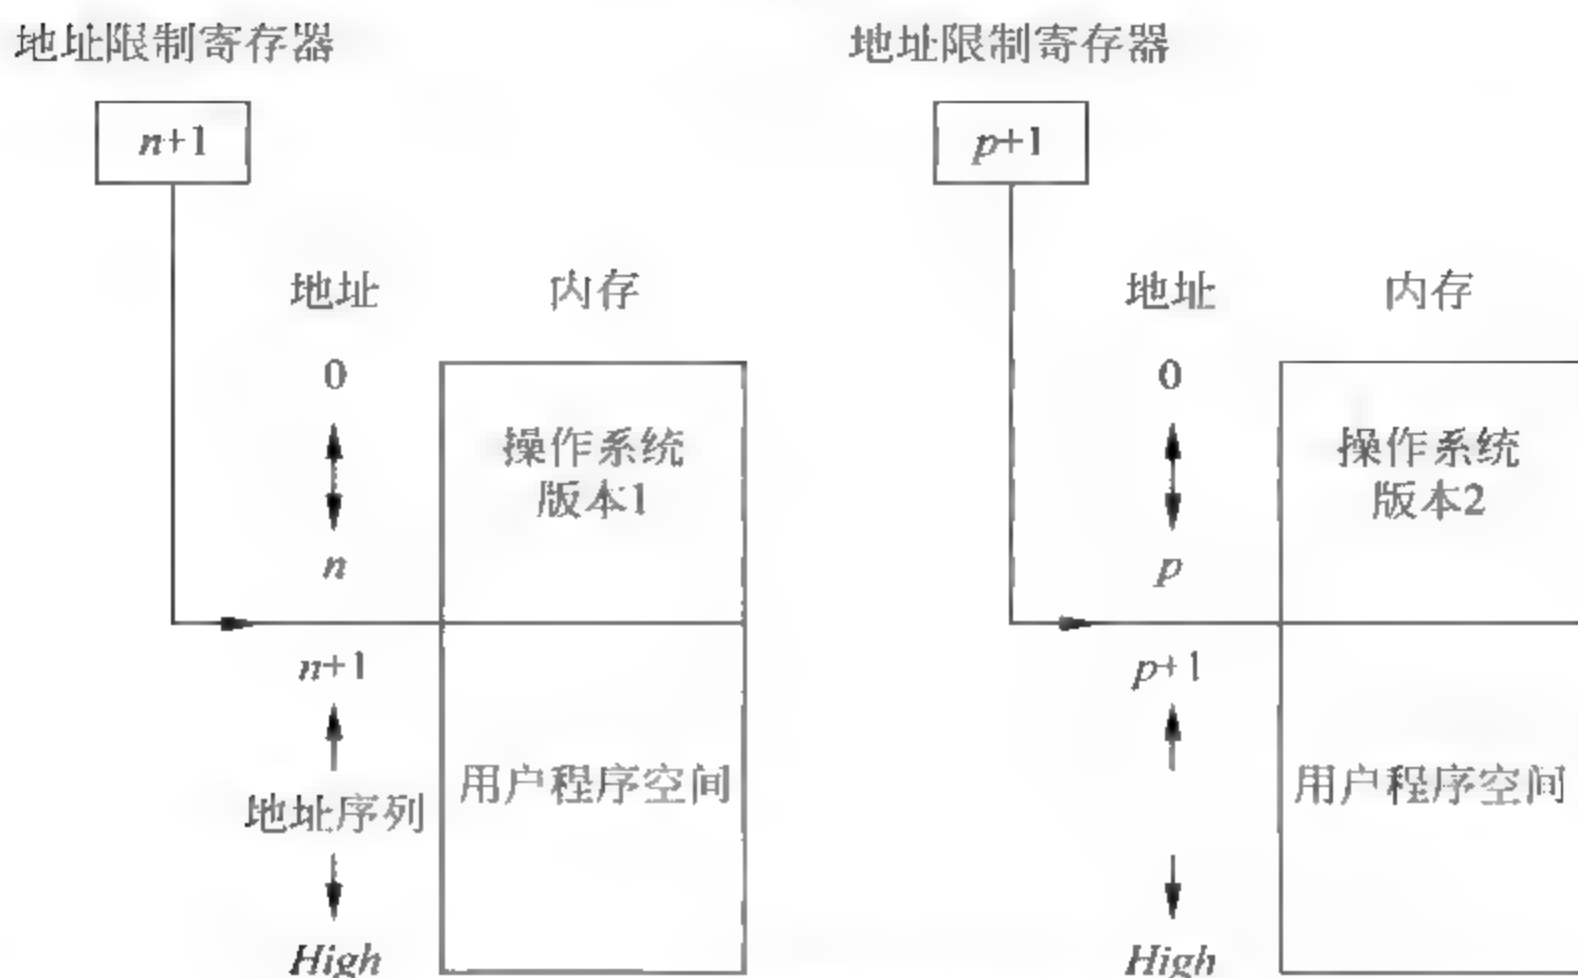 地址限制寄存器
n+1
地址
内存
0
操作系统
版本1
n
n+1
地址序列
用户程序空间
High
地址限制寄存器
p+1
地址
内存
0
操作系统
版本2
p
p+1
用户程序空间
High